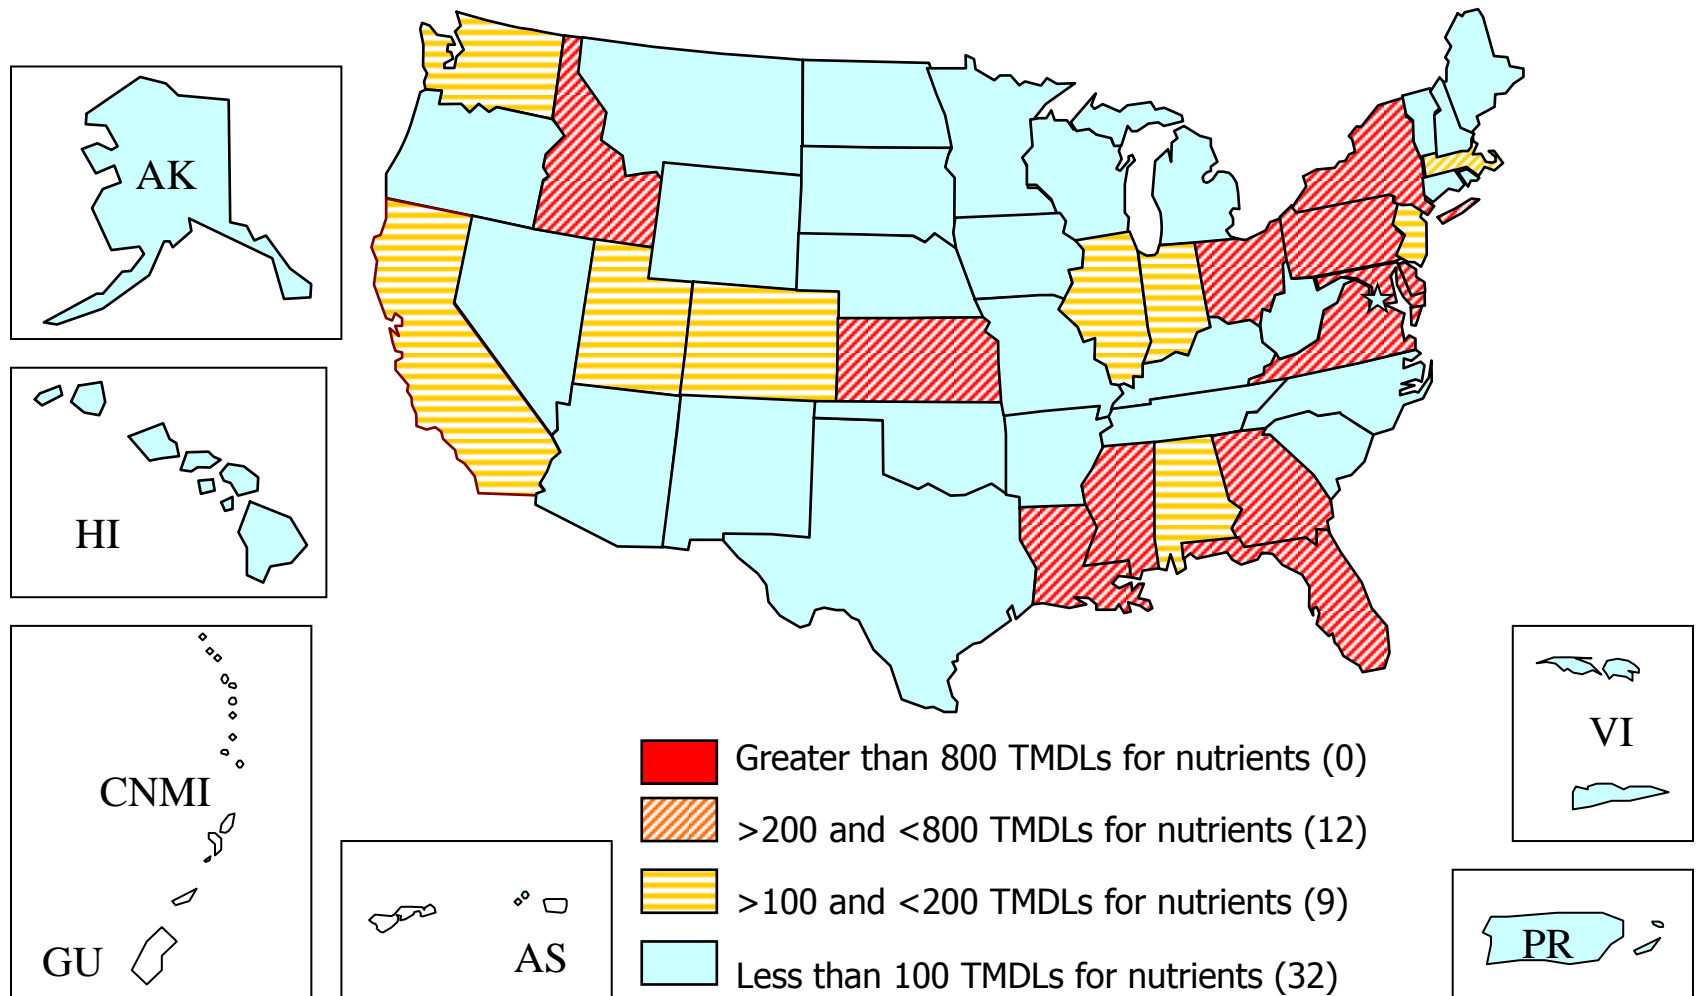 AK
HI
CNMI
GU
AS
VI
PR
Greater than 800 TMDLs for nutrients (0)
>200 and <800 TMDLs for nutrients (12)
>100 and <200 TMDLs for nutrients (9)
Less than 100 TMDLs for nutrients (32)